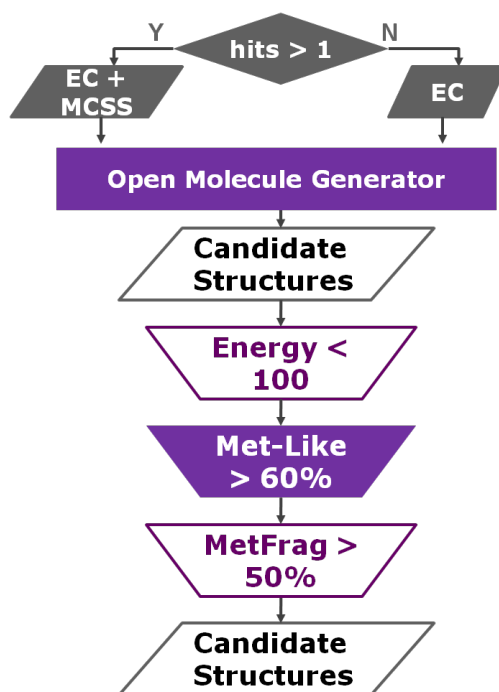 Y
hits > 1
N
EC +
MCSS
EC
Open Molecule Generator
Candidate
Structures
Energy <
100
Met-Like
> 60%
MetFrag >
50%
Candidate
Structures